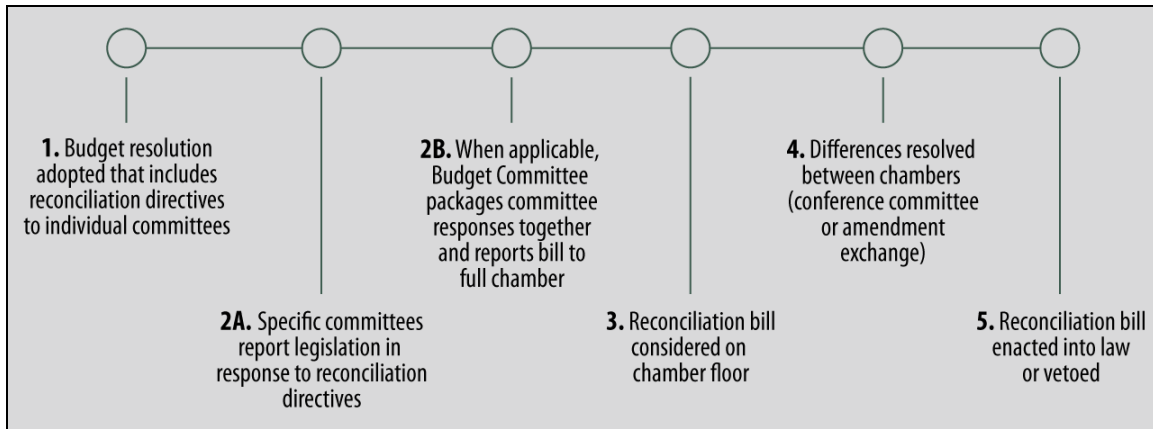 1. Budget resolution
adopted that includes
reconciliation directives
to individual committees
2A. Specific committees
report legislation in
response to reconciliation
directives
2B. When applicable,
Budget Committee
packages committee
responses together
and reports bill to
full chamber
3. Reconciliation bill
considered on
chamber floor
4. Differences resolved
between chambers
(conference committee
or amendment
exchange)
5. Reconciliation bill
enacted into law
or vetoed